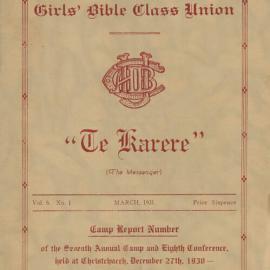 Girls' Bible Class Union
"Te Karere"
(The Messenger)
Vol. 6. No. 1 MARCH, 1931. Price Sixpence
Camp Report Number
of the Seventh Annual Camp and Eighth Conference,
held at Christchurch, December 27th, 1930 —